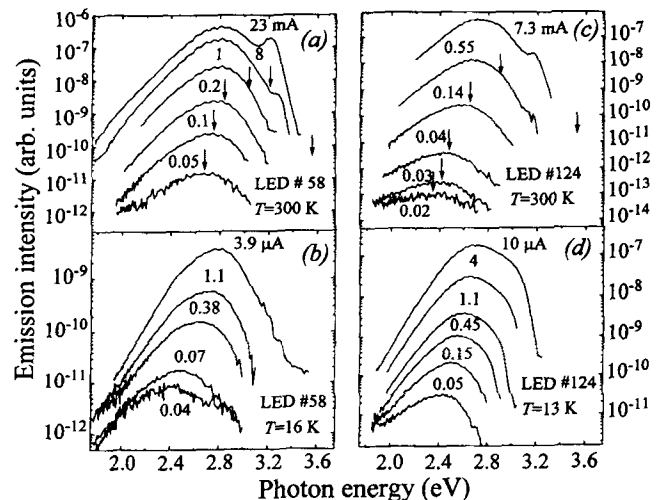 Emission intensity (arb. units)
10⁻⁶
10⁻⁷
10⁻⁸
10⁻⁹
10⁻¹⁰
10⁻¹¹
10⁻¹²
23 mA
(a)
1
8
0.2
0.1
0.05
LED # 58
T=300 K
7.3 mA
(c)
0.55
0.14
0.04
0.03
0.02
LED #124
T=300 K
10⁻⁷
10⁻⁸
10⁻⁹
10⁻¹⁰
10⁻¹¹
10⁻¹²
10⁻¹³
10⁻¹⁴
10⁻⁹
10⁻¹⁰
10⁻¹¹
10⁻¹²
3.9 μA
(b)
1.1
0.38
0.07
0.04
LED #58
T=16 K
10 μA
(d)
4
1.1
0.45
0.15
0.05
LED #124
T=13 K
10⁻⁷
10⁻⁸
10⁻⁹
10⁻¹⁰
10⁻¹¹
2.0 2.4 2.8 3.2 3.6
2.0 2.4 2.8 3.2 3.6
Photon energy (eV)